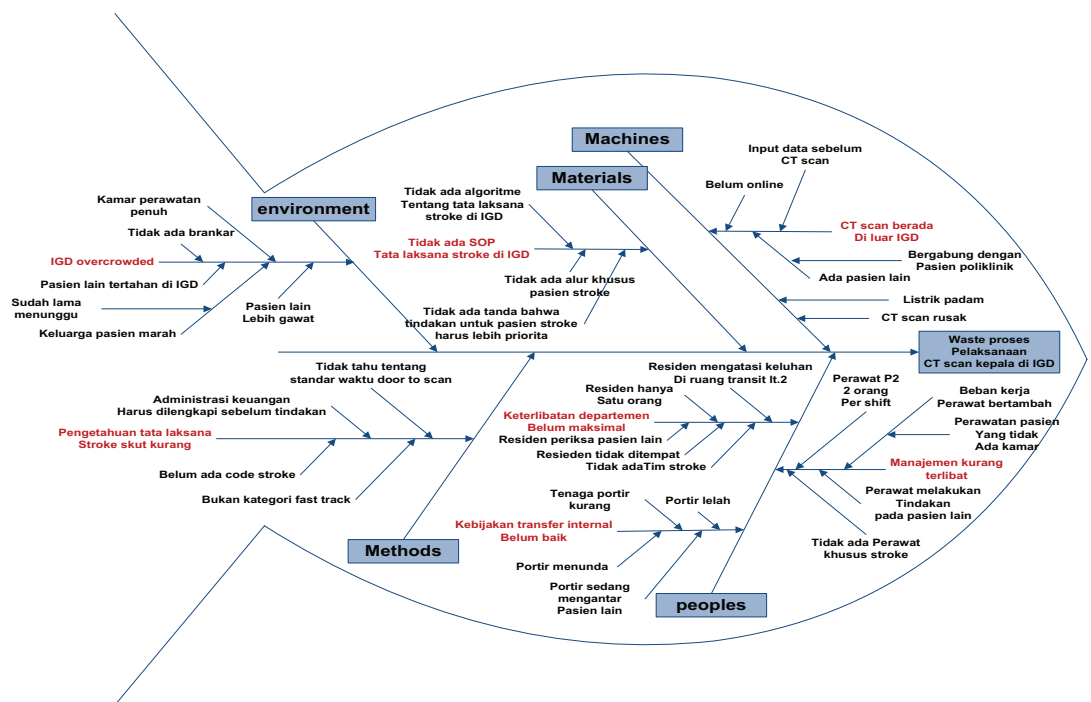 Machines
Materials
environment
Input data sebelum
CT scan
Belum online
CT scan berada
Di luar IGD
Bergabung dengan
Pasien poliklinik
Ada pasien lain
Listrik padam
CT scan rusak
Tidak ada algoritme
Tentang tata laksana
stroke di IGD
Tidak ada SOP
Tata laksana stroke di IGD
Tidak ada alur khusus
pasien stroke
Tidak ada tanda bahwa
tindakan untuk pasien stroke
harus lebih priorita
Kamar perawatan
penuh
Tidak ada brankar
IGD overcrowded
Pasien lain tertahan di IGD
Sudah lama
menunggu
Keluarga pasien marah
Pasien lain
Lebih gawat
Waste proses
Pelaksanaan
CT scan kepala di IGD
Tidak tahu tentang
standar waktu door to scan
Administrasi keuangan
Harus dilengkapi sebelum tindakan
Pengetahuan tata laksana
Stroke skut kurang
Belum ada code stroke
Bukan kategori fast track
Methods
Residen mengatasi keluhan
Di ruang transit lt.2
Residen hanya
Satu orang
Keterlibatan departemen
Belum maksimal
Residen periksa pasien lain
Resieden tidak ditempat
Tidak adaTim stroke
Perawat P2
2 orang
Per shift
Beban kerja
Perawat bertambah
Perawatan pasien
Yang tidak
Ada kamar
Manajemen kurang
terlibat
Perawat melakukan
Tindakan
pada pasien lain
Tidak ada Perawat
khusus stroke
Tenaga portir
kurang
Portir lelah
Kebijakan transfer internal
Belum baik
Portir menunda
Portir sedang
mengantar
Pasien lain
peoples